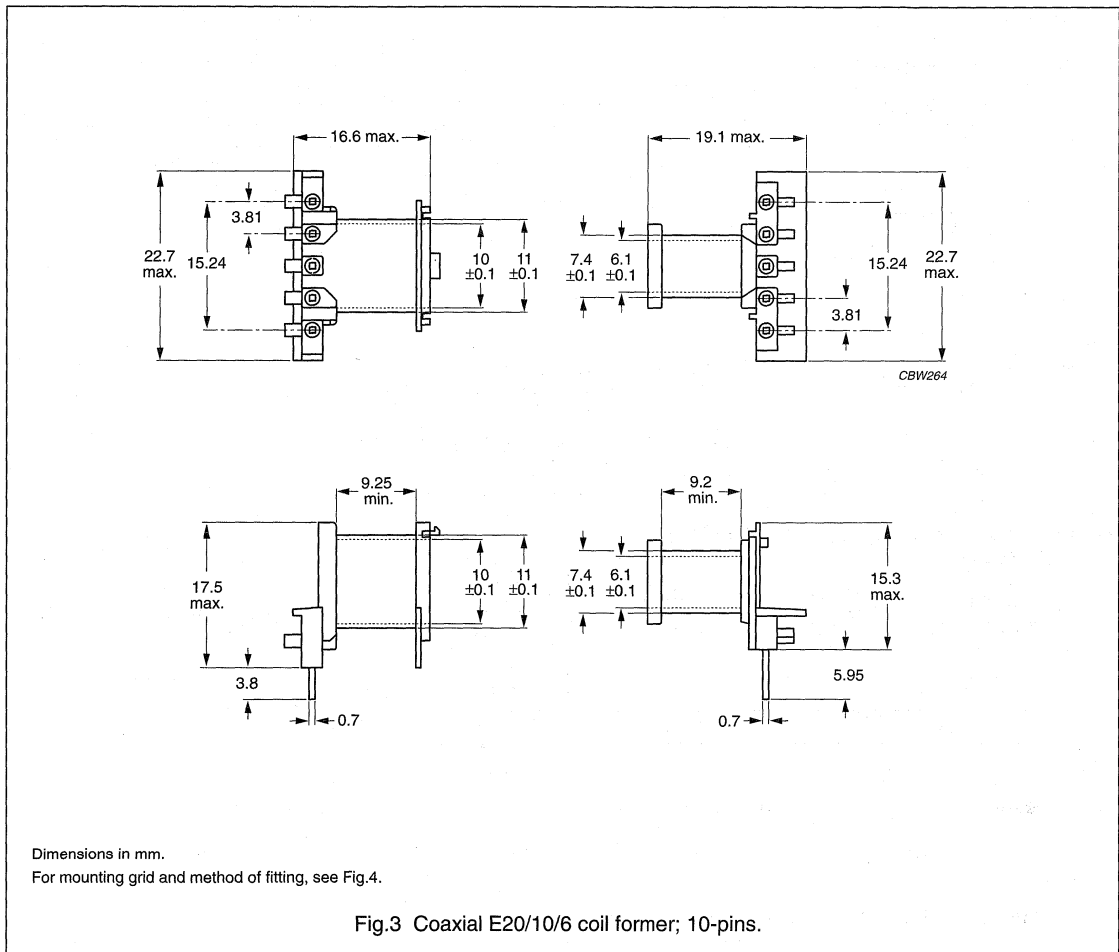 16.6 max.
19.1 max.
3.81
22.7
max.
15.24
10
±0.1
11
±0.1
7.4
±0.1
6.1
±0.1
15.24
22.7
max.
3.81
CBW264
9.25
min.
9.2
min.
17.5
max.
10
±0.1
11
±0.1
7.4
±0.1
6.1
±0.1
15.3
max.
3.8
5.95
0.7
0.7
Dimensions in mm.
For mounting grid and method of fitting, see Fig.4.
Fig.3 Coaxial E20/10/6 coil former; 10-pins.